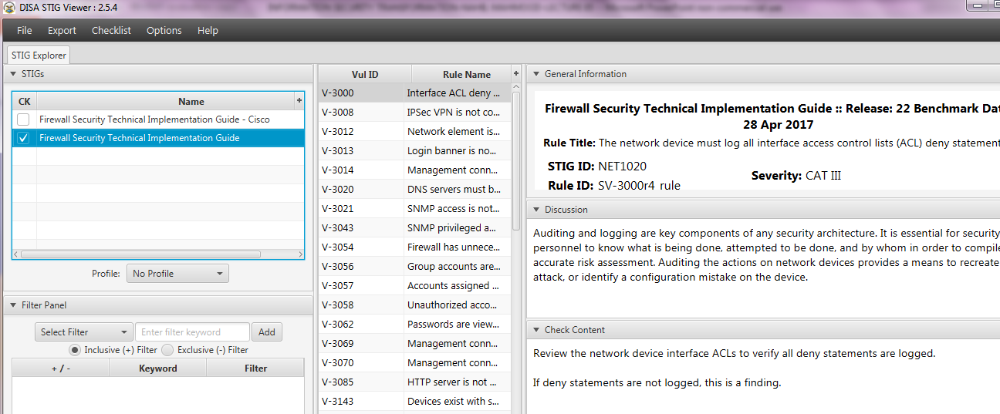 DISA STIG Viewer : 2.5.4
File Export Checklist Options Help
STIG Explorer
STIGs
CK Name +
Firewall Security Technical Implementation Guide - Cisco
Firewall Security Technical Implementation Guide
Profile: No Profile
Filter Panel
Select Filter Enter filter keyword Add
Inclusive (+) Filter Exclusive (-) Filter
+ / - Keyword Filter
Vul ID Rule Name +
V-3000 Interface ACL deny ...
V-3008 IPSec VPN is not co...
V-3012 Network element is...
V-3013 Login banner is no...
V-3014 Management conn...
V-3020 DNS servers must b...
V-3021 SNMP access is not...
V-3043 SNMP privileged a...
V-3054 Firewall has unnece...
V-3056 Group accounts are...
V-3057 Accounts assigned ...
V-3058 Unauthorized acco...
V-3062 Passwords are view...
V-3069 Management conn...
V-3070 Management conn...
V-3085 HTTP server is not ...
V-3143 Devices exist with s...
General Information
Firewall Security Technical Implementation Guide :: Release: 22 Benchmark Dat
28 Apr 2017
Rule Title: The network device must log all interface access control lists (ACL) deny statement
STIG ID: NET1020
Severity: CAT III
Rule ID: SV-3000r4_rule
Discussion
Auditing and logging are key components of any security architecture. It is essential for security
personnel to know what is being done, attempted to be done, and by whom in order to compile
accurate risk assessment. Auditing the actions on network devices provides a means to recreate
attack, or identify a configuration mistake on the device.
Check Content
Review the network device interface ACLs to verify all deny statements are logged.
If deny statements are not logged, this is a finding.